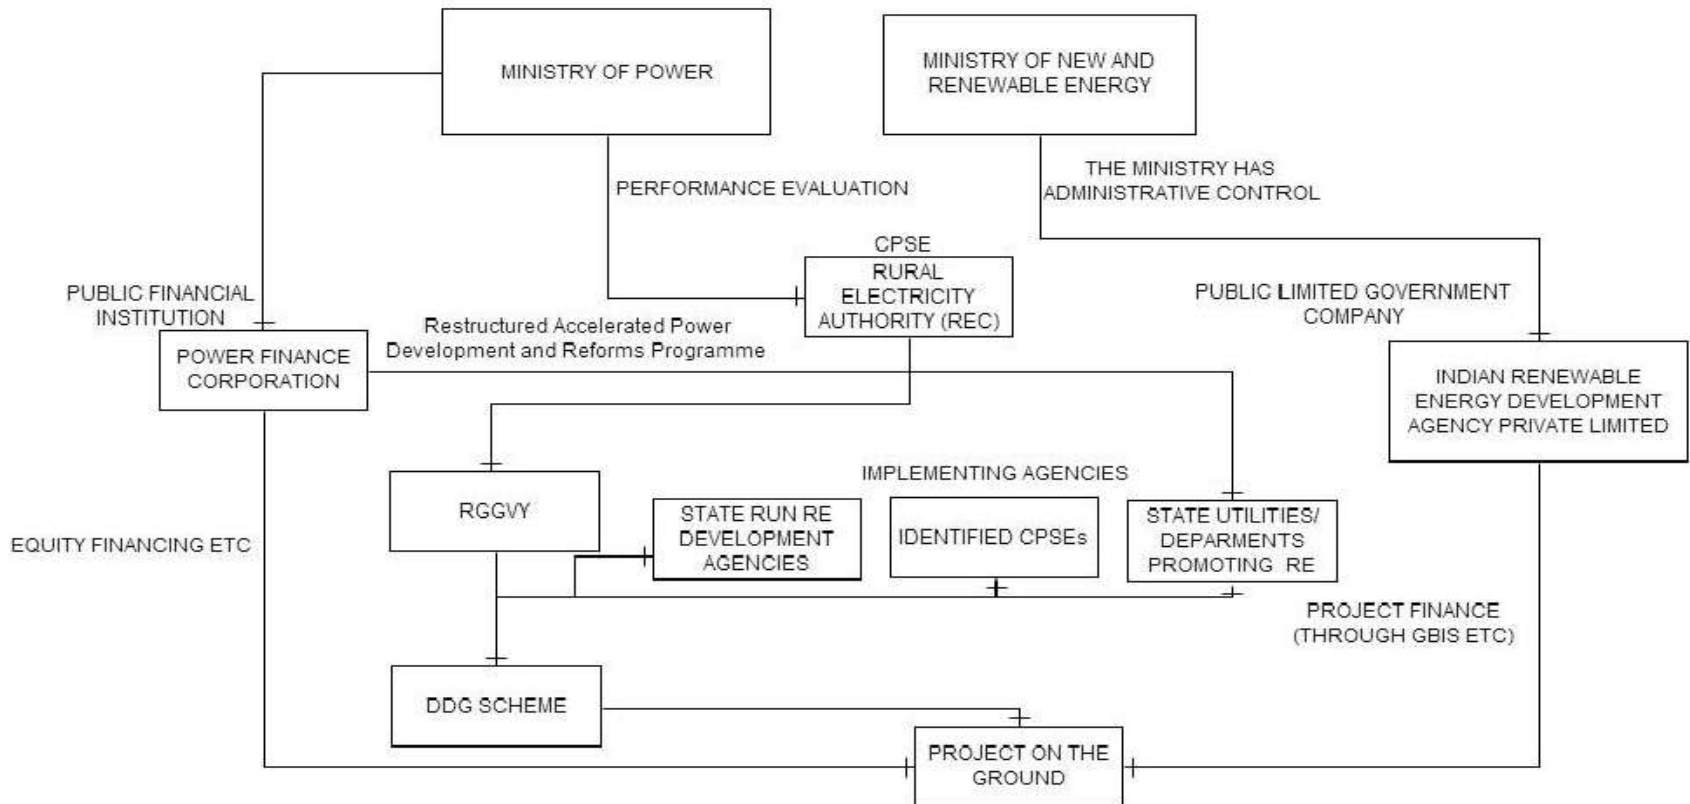 MINISTRY OF POWER
MINISTRY OF NEW AND
RENEWABLE ENERGY
PERFORMANCE EVALUATION
THE MINISTRY HAS
ADMINISTRATIVE CONTROL
CPSE
RURAL
ELECTRICITY
AUTHORITY (REC)
PUBLIC FINANCIAL
INSTITUTION
PUBLIC LIMITED GOVERNMENT
COMPANY
Restructured Accelerated Power
Development and Reforms Programme
POWER FINANCE
CORPORATION
INDIAN RENEWABLE
ENERGY DEVELOPMENT
AGENCY PRIVATE LIMITED
IMPLEMENTING AGENCIES
RGGVY
STATE RUN RE
DEVELOPMENT
AGENCIES
IDENTIFIED CPSEs
STATE UTILITIES/
DEPARMENTS
PROMOTING RE
EQUITY FINANCING ETC
PROJECT FINANCE
(THROUGH GBIS ETC)
DDG SCHEME
PROJECT ON THE
GROUND